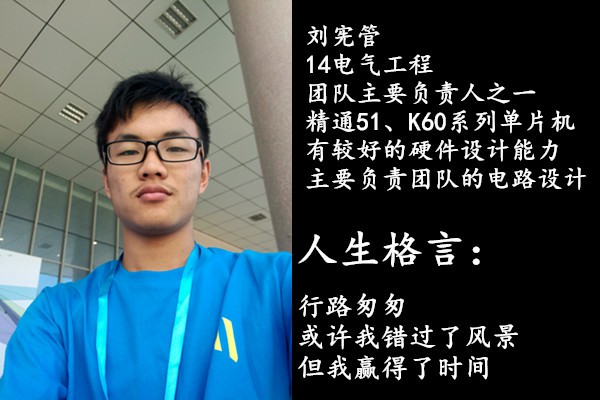 刘宪管
14电气工程
团队主要负责人之一
精通51、K60系列单片机
有较好的硬件设计能力
主要负责团队的电路设计
人生格言：
行路匆匆
或许我错过了风景
但我赢得了时间